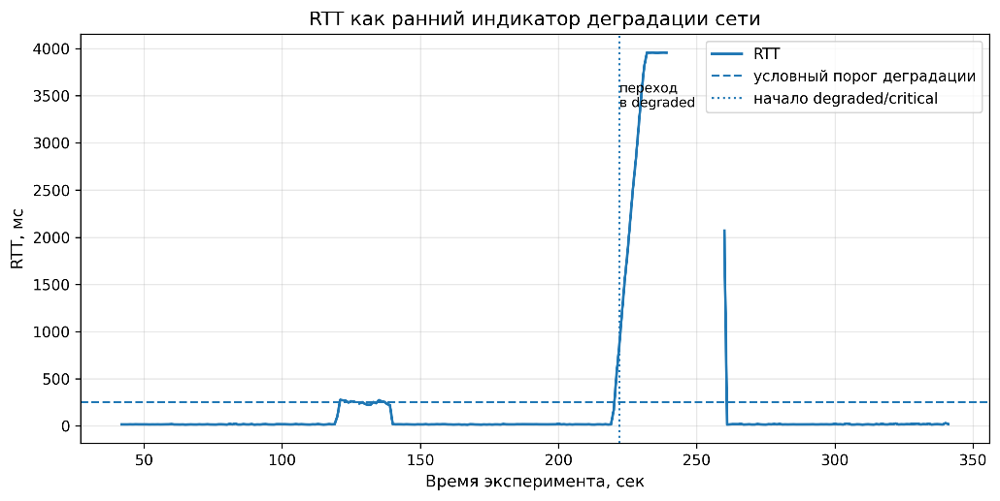 RTT как ранний индикатор деградации сети
RTT, мс
4000
3500
3000
2500
2000
1500
1000
500
0
переход
в degraded
RTT
условный порог деградации
начало degraded/critical
50
100
150
200
250
300
350
Время эксперимента, сек